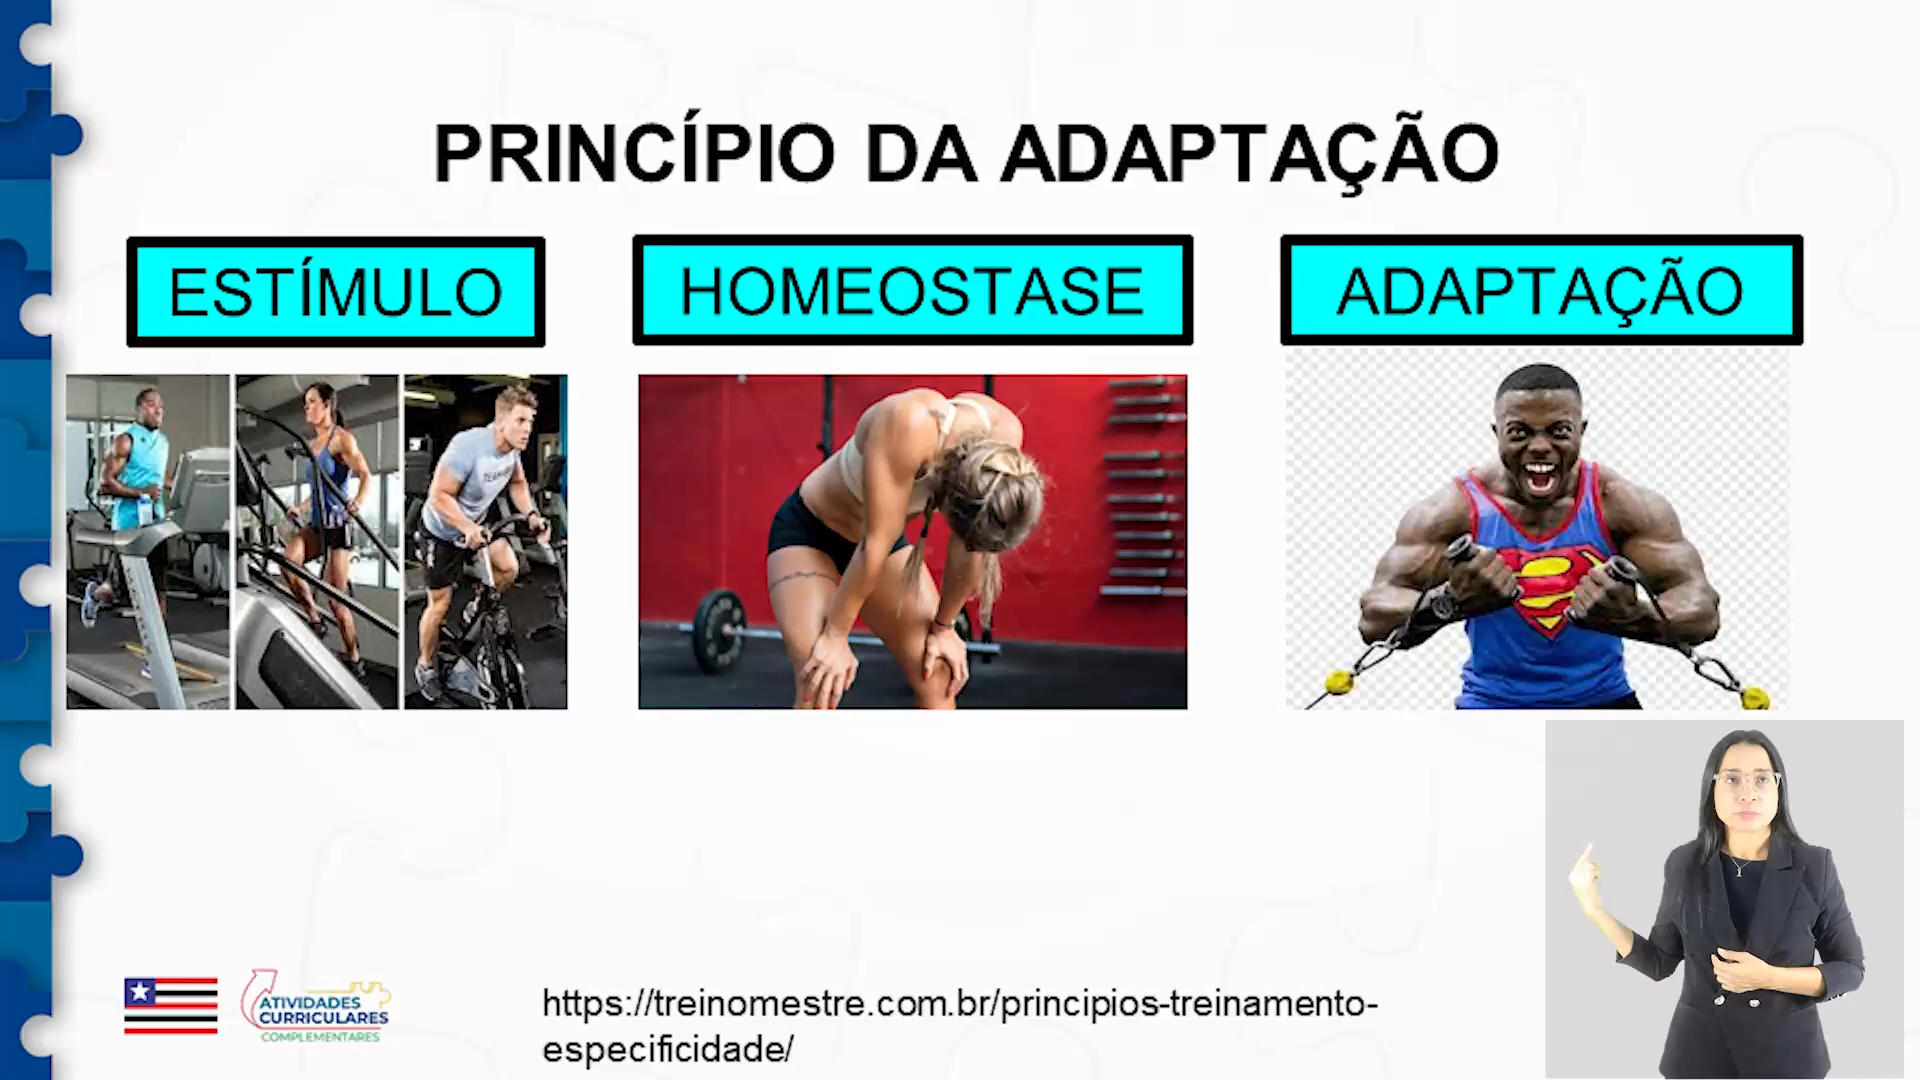 PRINCÍPIO DA ADAPTAÇÃO
ESTÍMULO
HOMEOSTASE
ADAPTAÇÃO
ATIVIDADES
CURRICULARES
COMPLEMENTARES
https://treinomestre.com.br/principios-treinamento-
especificidade/